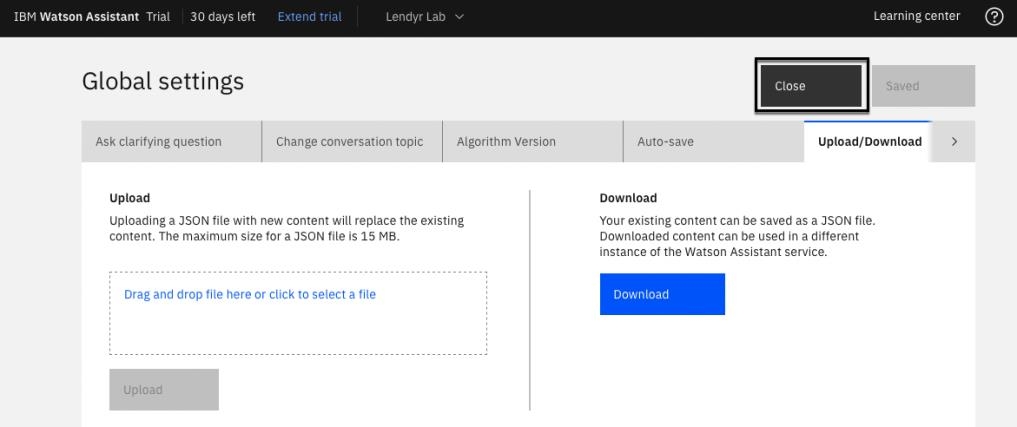 IBM Watson Assistant Trial 30 days left Extend trial Lendyr Lab Learning center
Global settings
Close
Saved
Ask clarifying question
Change conversation topic
Algorithm Version
Auto-save
Upload/Download
Upload
Uploading a JSON file with new content will replace the existing
content. The maximum size for a JSON file is 15 MB.
Drag and drop file here or click to select a file
Upload
Download
Your existing content can be saved as a JSON file.
Downloaded content can be used in a different
instance of the Watson Assistant service.
Download